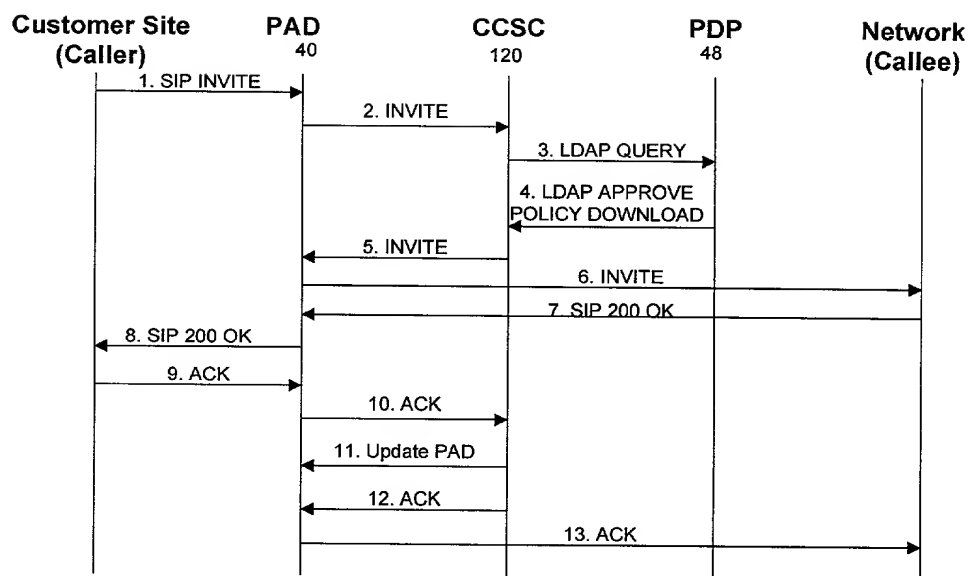 Customer Site
(Caller)
PAD
40
CCSC
120
PDP
48
Network
(Callee)
1. SIP INVITE
2. INVITE
3. LDAP QUERY
4. LDAP APPROVE
POLICY DOWNLOAD
5. INVITE
6. INVITE
7. SIP 200 OK
8. SIP 200 OK
9. ACK
10. ACK
11. Update PAD
12. ACK
13. ACK